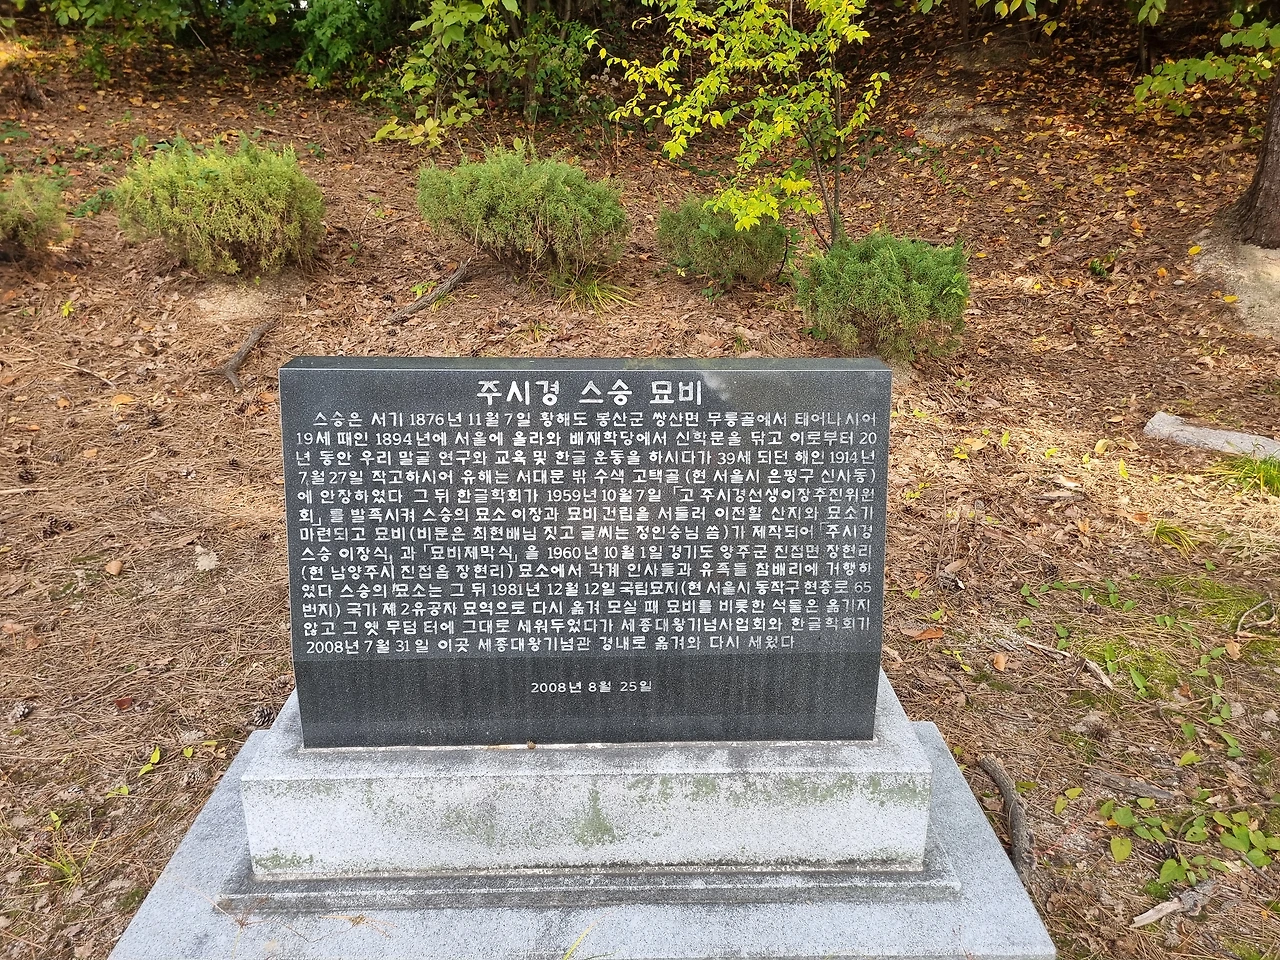 주시경 스승 묘비
스승은 서기 1876년 11월 7일 황해도 봉산군 쌍산면 무릉골에서 태어나시어
19세 때인 1894년에 서울에 올라와 배재학당에서 신학문을 닦고 이로부터 20
년 동안 우리 말글 연구와 교육 및 한글 운동을 하시다가 39세 되던 해인 1914년
7월 27일 작고하시어 유해는 서대문 밖 수색 고택골(현 서울시 은평구 신사동)
에 안장하였다 그 뒤 한글학회가 1959년 10월 7일 「고 주시경선생이장추진위원
회」를 발족시켜 스승의 묘소 이장과 묘비 건립을 서둘러 이전할 산지와 묘소기
마련되고 묘비(비문은 최현배님 짓고 글씨는 정인승님 씀)가 제작되어 「주시경
스승 이장식」과 「묘비제막식」을 1960년 10월 1일 경기도 양주군 진접면 장현리
(현 남양주시 진접읍 장현리) 묘소에서 각계 인사들과 유족들 참배리에 거행하
였다 스승의 묘소는 그 뒤 1981년 12월 12일 국립묘지(현 서울시 동작구 현충로 65
번지) 국가 제2유공자 묘역으로 다시 옮겨 모실 때 묘비를 비롯한 석물은 옮기지
않고 그 옛 무덤 터에 그대로 세워두었다가 세종대왕기념사업회와 한글학회가
2008년 7월 31일 이곳 세종대왕기념관 경내로 옮겨와 다시 세웠다
2008년 8월 25일